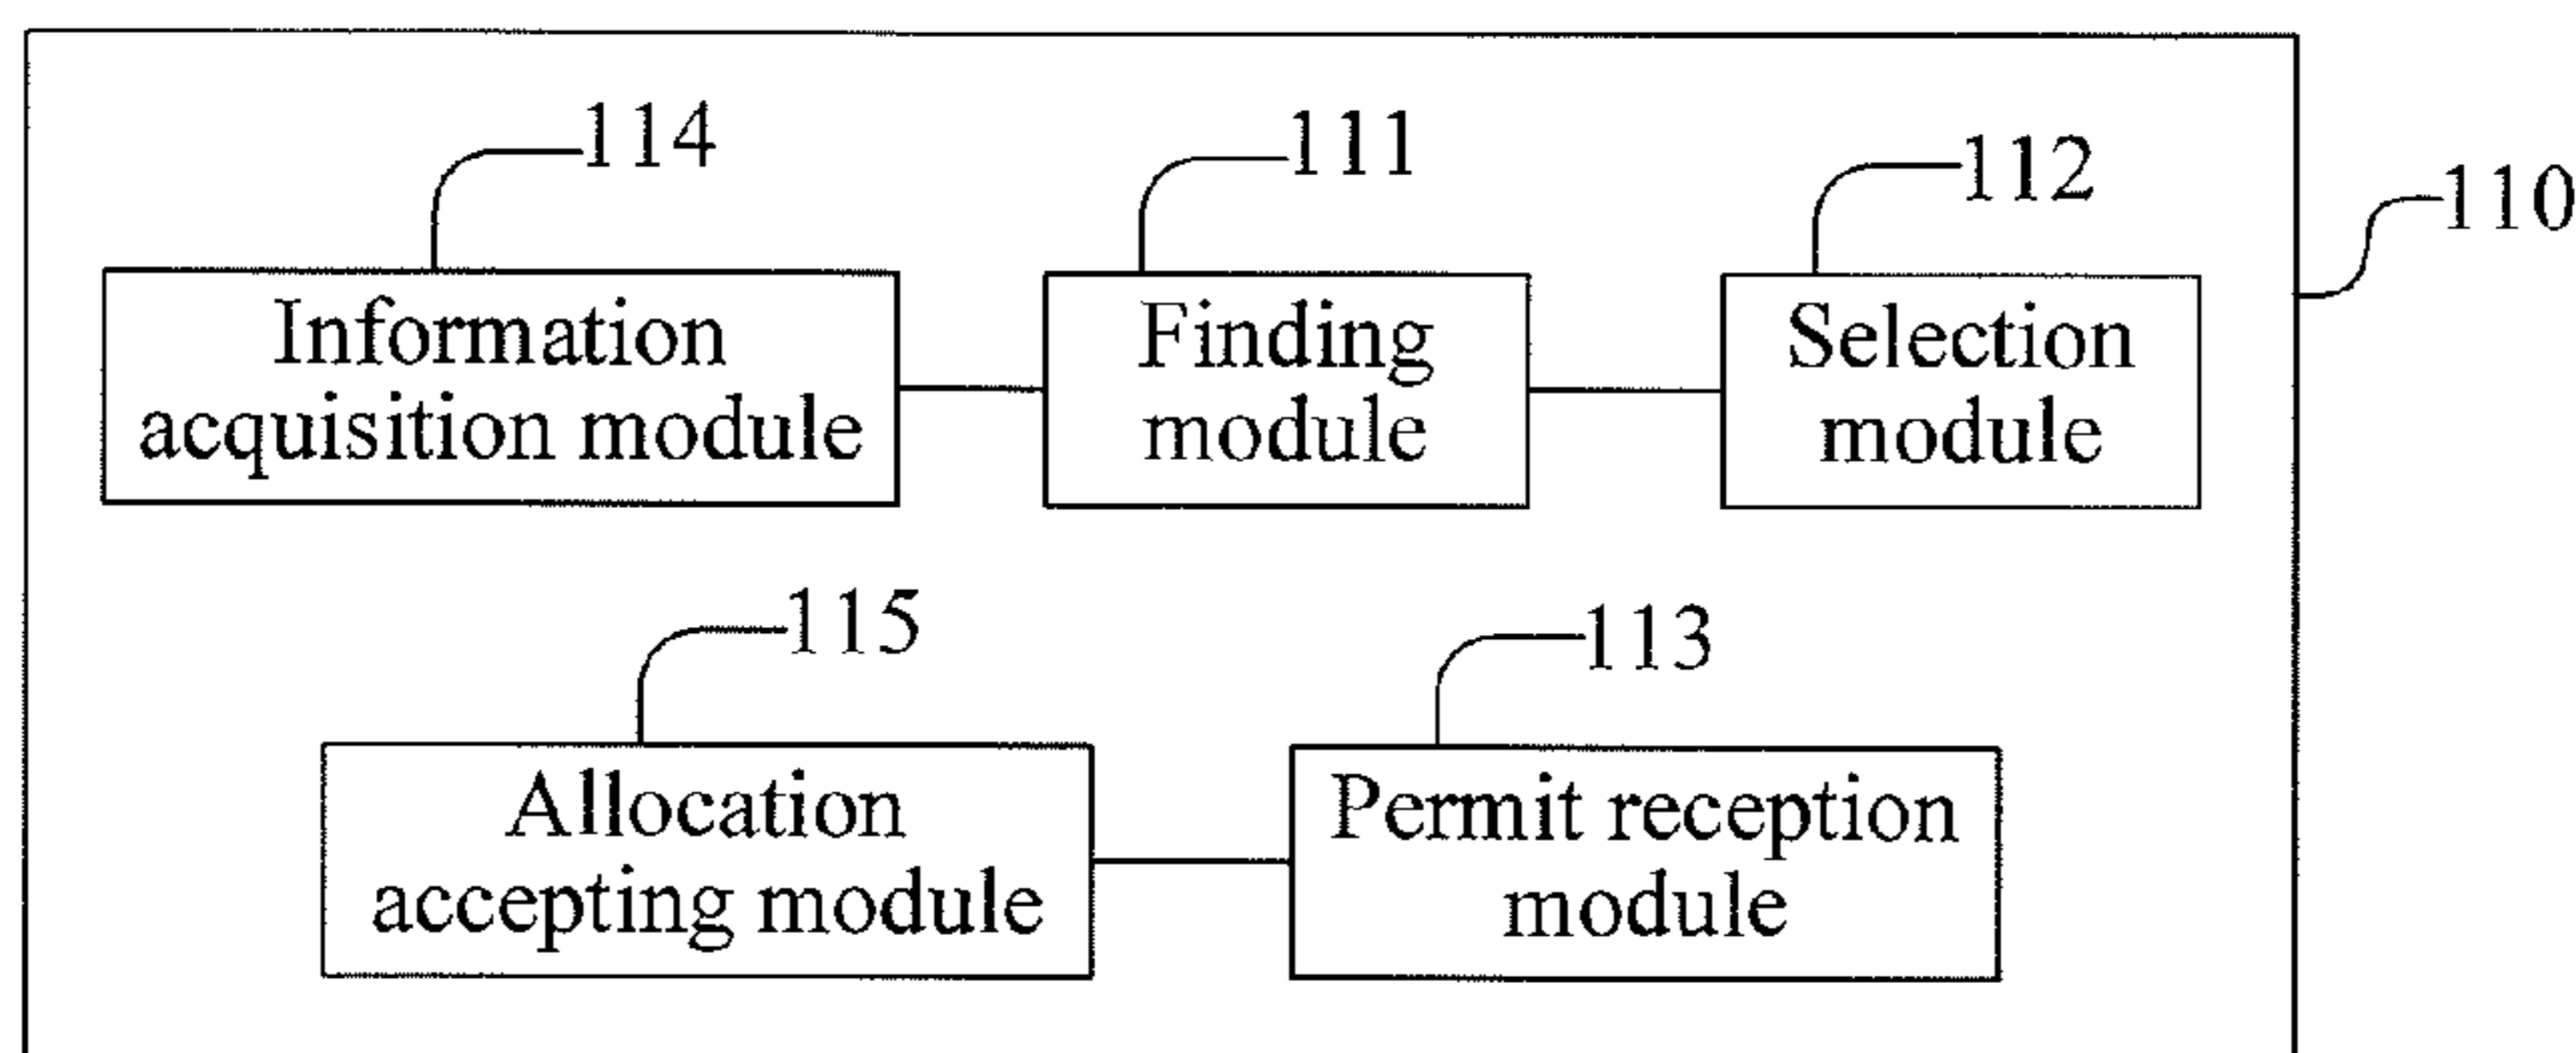 114
111
112
110
Information
acquisition module
Finding
module
Selection
module
115
113
Allocation
accepting module
Permit reception
module